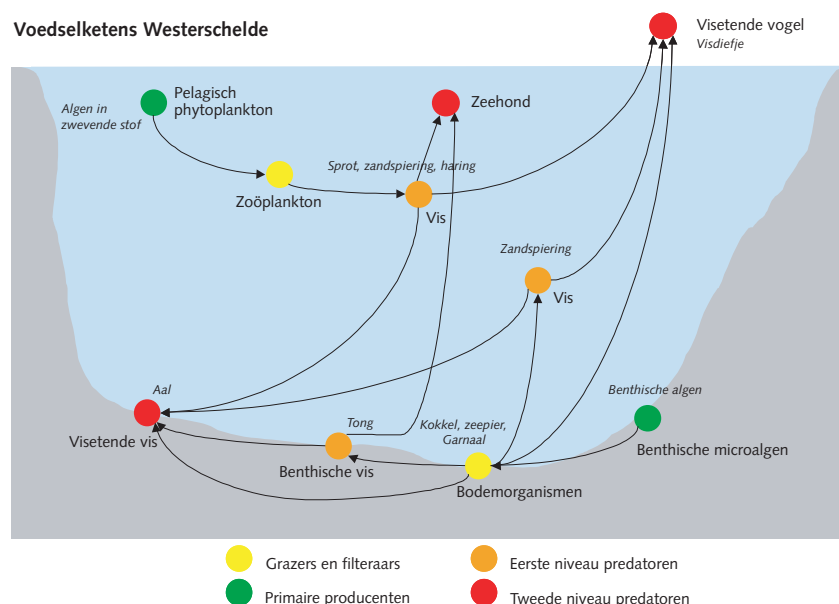 Voedselketens Westerschelde
Visetende vogel
Visdiefje
Pelagisch
phytoplankton
Algen in
zwevende stof
Zeehond
Sprot, zandspiering, haring
Zoöplankton
Vis
Zandspiering
Vis
Aal
Visetende vis
Tong
Benthische vis
Kokkel, zeepier,
Garnaal
Bodemorganismen
Benthische algen
Benthische microalgen
Grazers en filteraars
Eerste niveau predatoren
Primaire producenten
Tweede niveau predatoren